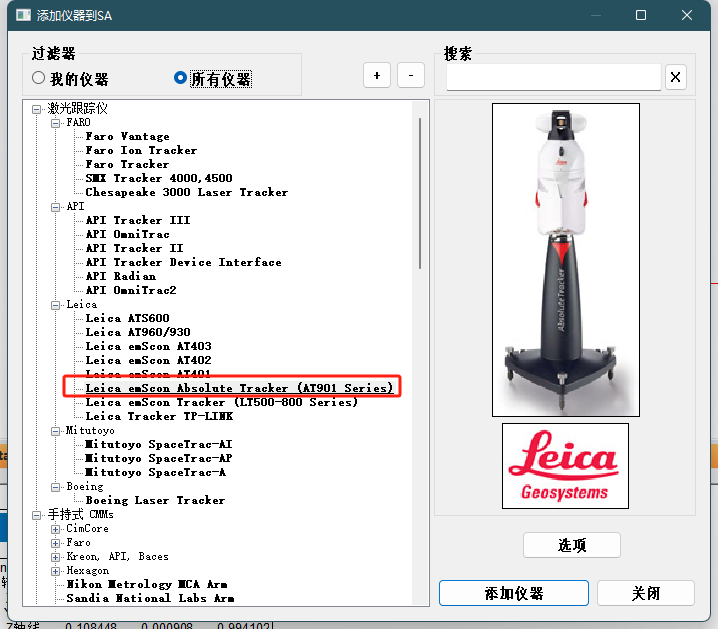 添加仪器到SA
过滤器
我的仪器
所有仪器
+
-
搜索
X
激光跟踪仪
FARO
Faro Vantage
Faro Ion Tracker
Faro Tracker
SMX Tracker 4000,4500
Chesapeake 3000 Laser Tracker
API
API Tracker III
API OmniTrac
API Tracker II
API Tracker Device Interface
API Radian
API OmniTrac2
Leica
Leica ATS600
Leica AT960/930
Leica emScon AT403
Leica emScon AT402
Leica emScon AT401
Leica emScon Absolute Tracker (AT901 Series)
Leica emScon Tracker (LT500-800 Series)
Leica Tracker TP-LINK
Mitutoyo
Mitutoyo SpaceTrac-AI
Mitutoyo SpaceTrac-AP
Mitutoyo SpaceTrac-A
Boeing
Boeing Laser Tracker
手持式 CMMs
CimCore
Faro
Kreon, API, Baces
Hexagon
Nikon Metrology MCA Arm
Sandia National Labs Arm
Leica
AbsoluteTracker
Leica
Geosystems
选项
添加仪器
关闭
Z轴线 0.108448 0.000908 0.994102